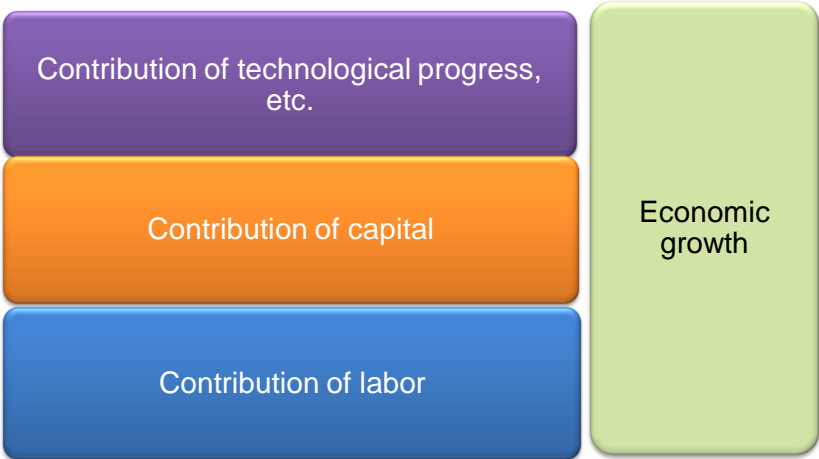 Contribution of technological progress,
etc.
Contribution of capital
Contribution of labor
Economic
growth